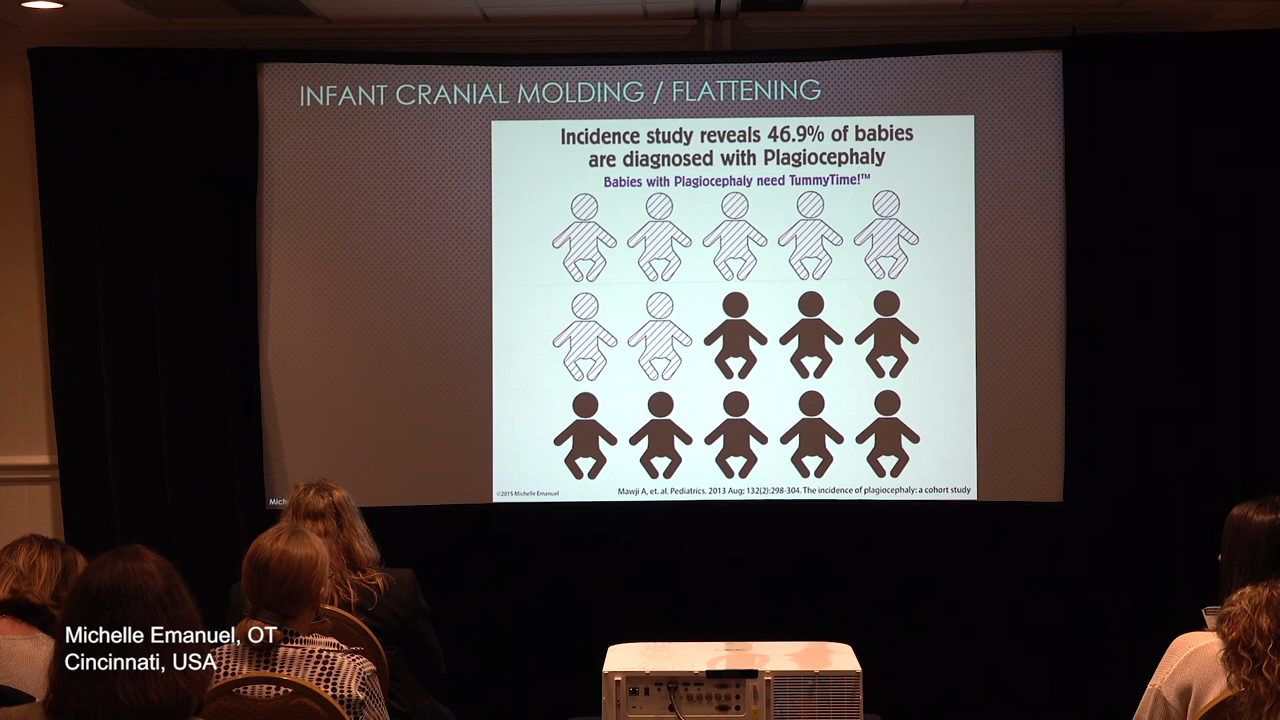 INFANT CRANIAL MOLDING / FLATTENING
Incidence study reveals 46.9% of babies
are diagnosed with Plagiocephaly
Babies with Plagiocephaly need TummyTime!™
©2015 Michelle Emanuel
Mawji A, et. al. Pediatrics. 2013 Aug; 132(2):298-304. The incidence of plagiocephaly: a cohort study
Mich
Michelle Emanuel, OT
Cincinnati, USA